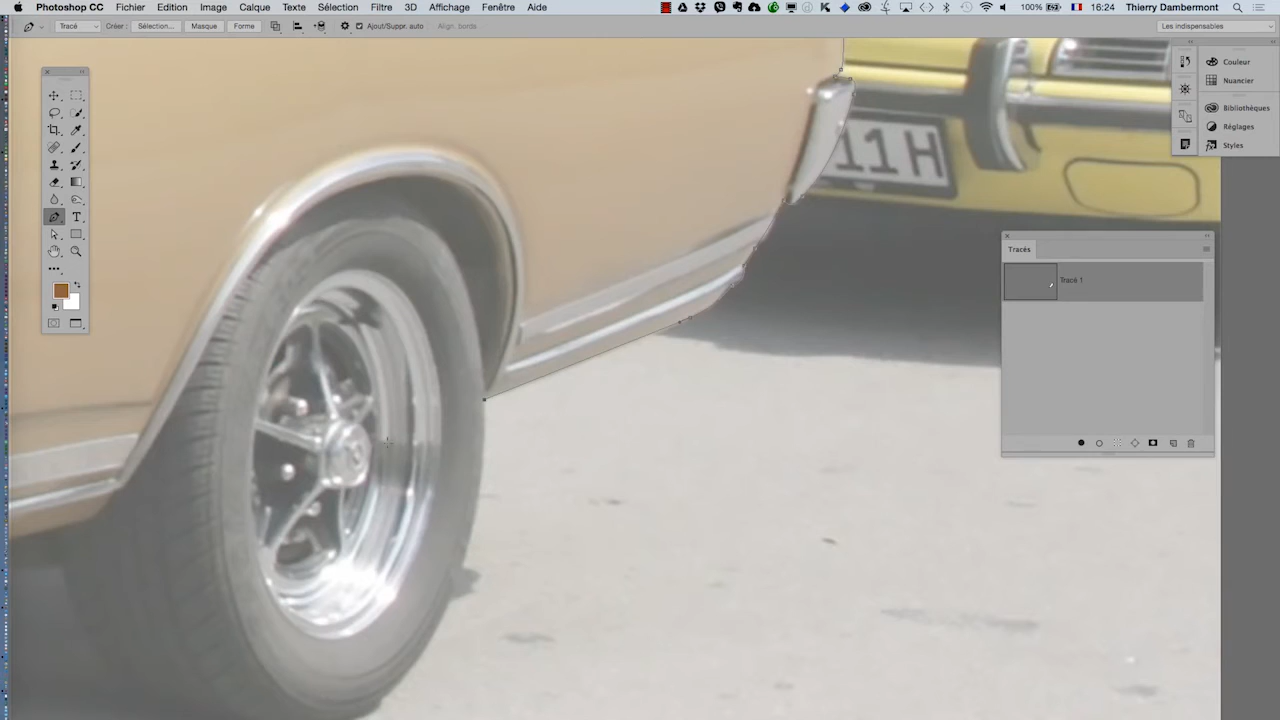 Photoshop CC Fichier Edition Image Calque Texte Sélection Filtre 3D Affichage Fenêtre Aide 100% 16:24 Thierry Dambermont
Tracé Créer : Sélection... Masque Forme Ajout/Suppr. auto Align. bords Les indispensables
Couleur
Nuancier
Bibliothèques
Réglages
Styles
11H
Tracés
Tracé 1